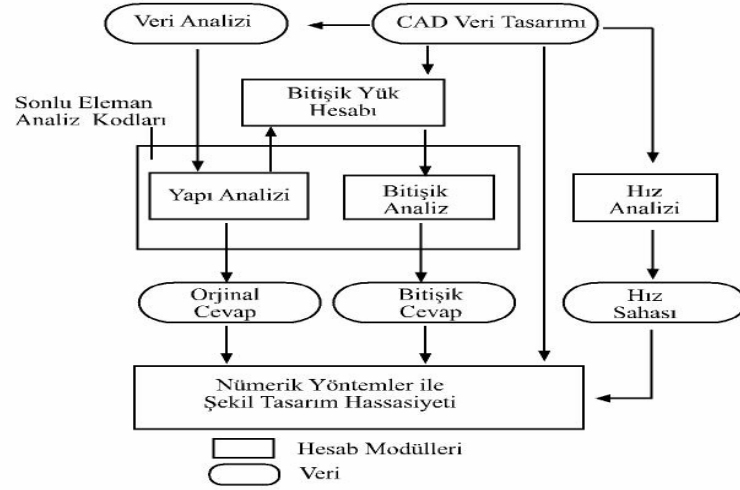 Veri Analizi
CAD Veri Tasarımı
Bitişik Yük
Hesabı
Sonlu Eleman
Analiz Kodları
Yapı Analizi
Bitişik
Analiz
Hız
Analizi
Orjinal
Cevap
Bitişik
Cevap
Hız
Sahası
Nümerik Yöntemler ile
Şekil Tasarım Hassasiyeti
Hesab Modülleri
Veri